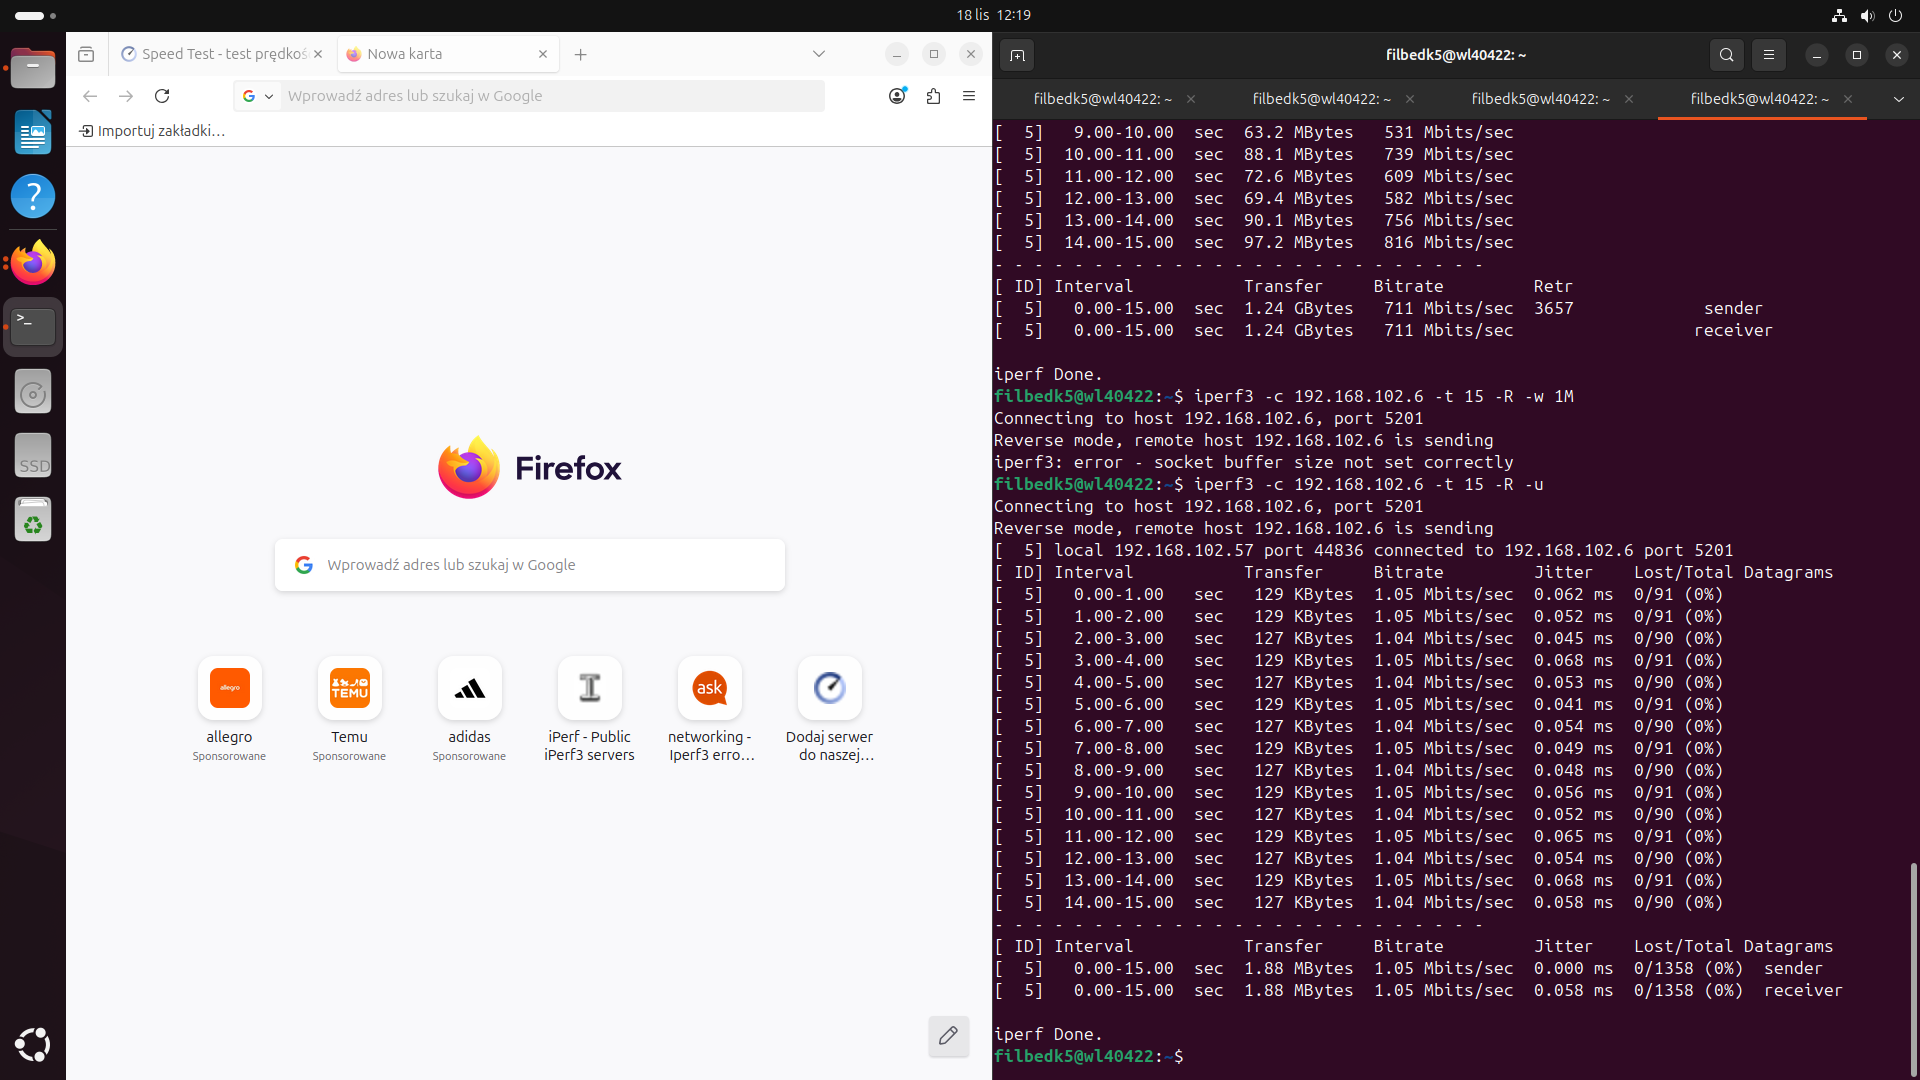 18 lis 12:19
Speed Test - test prędkoś
Nowa karta
Wprowadź adres lub szukaj w Google
Importuj zakładki…
Firefox
Wprowadź adres lub szukaj w Google
allegro
TEMU
ask
allegro
Sponsorowane
Temu
Sponsorowane
adidas
Sponsorowane
iPerf - Public
iPerf3 servers
networking -
Iperf3 erro…
Dodaj serwer
do naszej…
SSD
filbedk5@wl40422: ~
filbedk5@wl40422: ~
filbedk5@wl40422: ~
filbedk5@wl40422: ~
filbedk5@wl40422: ~
[  5]   9.00-10.00  sec  63.2 MBytes   531 Mbits/sec
[  5]  10.00-11.00  sec  88.1 MBytes   739 Mbits/sec
[  5]  11.00-12.00  sec  72.6 MBytes   609 Mbits/sec
[  5]  12.00-13.00  sec  69.4 MBytes   582 Mbits/sec
[  5]  13.00-14.00  sec  90.1 MBytes   756 Mbits/sec
[  5]  14.00-15.00  sec  97.2 MBytes   816 Mbits/sec
- - - - - - - - - - - - - - - - - - - - - - - - -
[ ID] Interval           Transfer     Bitrate         Retr
[  5]   0.00-15.00  sec  1.24 GBytes   711 Mbits/sec  3657             sender
[  5]   0.00-15.00  sec  1.24 GBytes   711 Mbits/sec                  receiver
iperf Done.
filbedk5@wl40422:~$ iperf3 -c 192.168.102.6 -t 15 -R -w 1M
Connecting to host 192.168.102.6, port 5201
Reverse mode, remote host 192.168.102.6 is sending
iperf3: error - socket buffer size not set correctly
filbedk5@wl40422:~$ iperf3 -c 192.168.102.6 -t 15 -R -u
Connecting to host 192.168.102.6, port 5201
Reverse mode, remote host 192.168.102.6 is sending
[  5] local 192.168.102.57 port 44836 connected to 192.168.102.6 port 5201
[ ID] Interval           Transfer     Bitrate         Jitter    Lost/Total Datagrams
[  5]   0.00-1.00   sec   129 KBytes  1.05 Mbits/sec  0.062 ms  0/91 (0%)
[  5]   1.00-2.00   sec   129 KBytes  1.05 Mbits/sec  0.052 ms  0/91 (0%)
[  5]   2.00-3.00   sec   127 KBytes  1.04 Mbits/sec  0.045 ms  0/90 (0%)
[  5]   3.00-4.00   sec   129 KBytes  1.05 Mbits/sec  0.068 ms  0/91 (0%)
[  5]   4.00-5.00   sec   127 KBytes  1.04 Mbits/sec  0.053 ms  0/90 (0%)
[  5]   5.00-6.00   sec   129 KBytes  1.05 Mbits/sec  0.041 ms  0/91 (0%)
[  5]   6.00-7.00   sec   127 KBytes  1.04 Mbits/sec  0.054 ms  0/90 (0%)
[  5]   7.00-8.00   sec   129 KBytes  1.05 Mbits/sec  0.049 ms  0/91 (0%)
[  5]   8.00-9.00   sec   127 KBytes  1.04 Mbits/sec  0.048 ms  0/90 (0%)
[  5]   9.00-10.00  sec   129 KBytes  1.05 Mbits/sec  0.056 ms  0/91 (0%)
[  5]  10.00-11.00  sec   127 KBytes  1.04 Mbits/sec  0.052 ms  0/90 (0%)
[  5]  11.00-12.00  sec   129 KBytes  1.05 Mbits/sec  0.065 ms  0/91 (0%)
[  5]  12.00-13.00  sec   127 KBytes  1.04 Mbits/sec  0.054 ms  0/90 (0%)
[  5]  13.00-14.00  sec   129 KBytes  1.05 Mbits/sec  0.068 ms  0/91 (0%)
[  5]  14.00-15.00  sec   127 KBytes  1.04 Mbits/sec  0.058 ms  0/90 (0%)
- - - - - - - - - - - - - - - - - - - - - - - - -
[ ID] Interval           Transfer     Bitrate         Jitter    Lost/Total Datagrams
[  5]   0.00-15.00  sec  1.88 MBytes  1.05 Mbits/sec  0.000 ms  0/1358 (0%)  sender
[  5]   0.00-15.00  sec  1.88 MBytes  1.05 Mbits/sec  0.058 ms  0/1358 (0%)  receiver
iperf Done.
filbedk5@wl40422:~$